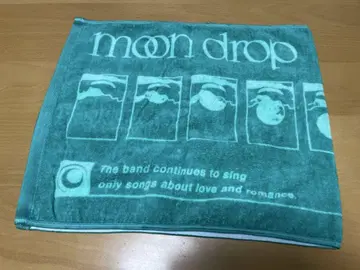 moon drop
The band continues to sing
only songs about love and romance.